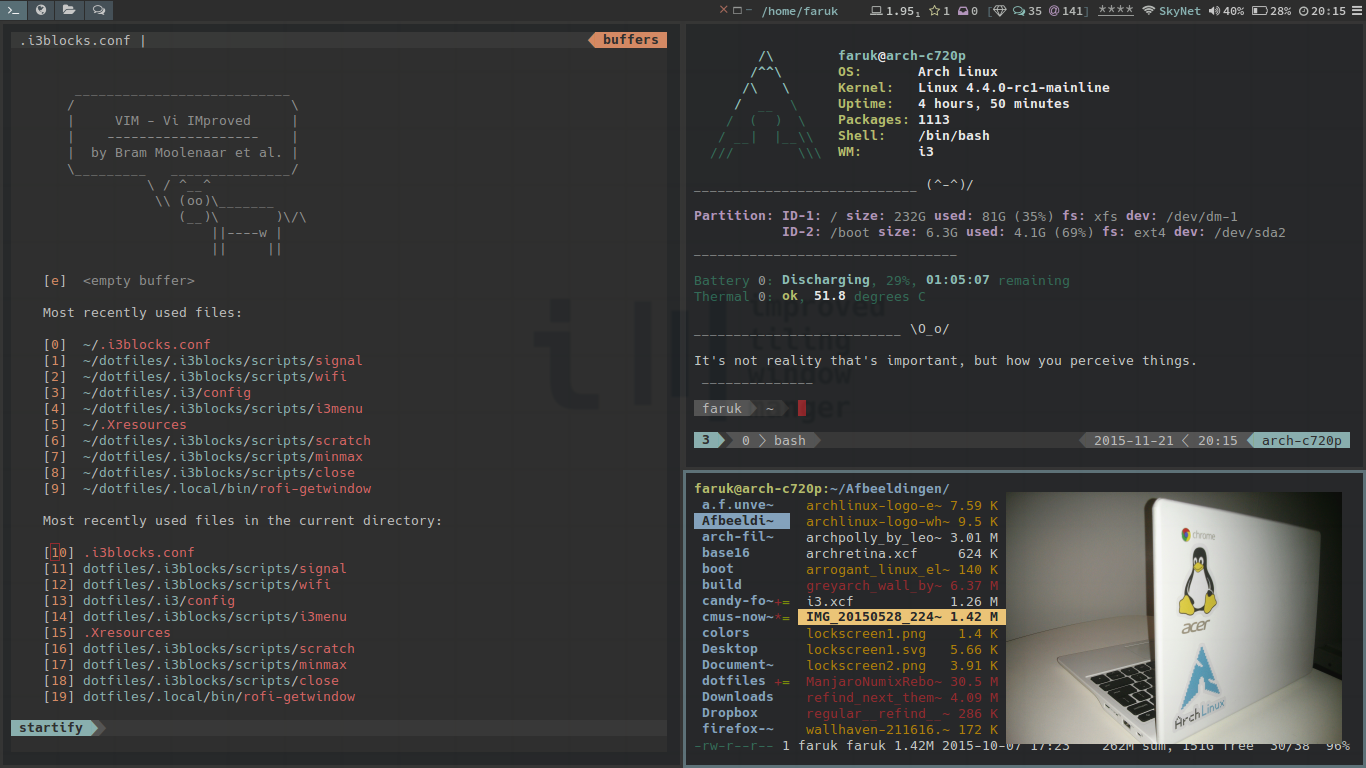 /home/faruk 1.95, 1 0 [ 35 @ 141] **** SkyNet 40% 28% 20:15
.i3blocks.conf | buffers
VIM - Vi IMproved
by Bram Moolenaar et al.
[e] <empty buffer>
Most recently used files:
[0] ~/.i3blocks.conf
[1] ~/dotfiles/.i3blocks/scripts/signal
[2] ~/dotfiles/.i3blocks/scripts/wifi
[3] ~/dotfiles/.i3/config
[4] ~/dotfiles/.i3blocks/scripts/i3menu
[5] ~/.Xresources
[6] ~/dotfiles/.i3blocks/scripts/scratch
[7] ~/dotfiles/.i3blocks/scripts/minmax
[8] ~/dotfiles/.i3blocks/scripts/close
[9] ~/dotfiles/.local/bin/rofi-getwindow
Most recently used files in the current directory:
[10] .i3blocks.conf
[11] dotfiles/.i3blocks/scripts/signal
[12] dotfiles/.i3blocks/scripts/wifi
[13] dotfiles/.i3/config
[14] dotfiles/.i3blocks/scripts/i3menu
[15] .Xresources
[16] dotfiles/.i3blocks/scripts/scratch
[17] dotfiles/.i3blocks/scripts/minmax
[18] dotfiles/.i3blocks/scripts/close
[19] dotfiles/.local/bin/rofi-getwindow
startify
faruk@arch-c720p
OS: Arch Linux
Kernel: Linux 4.4.0-rc1-mainline
Uptime: 4 hours, 50 minutes
Packages: 1113
Shell: /bin/bash
WM: i3
____________________________ (^-^)/
Partition: ID-1: / size: 232G used: 81G (35%) fs: xfs dev: /dev/dm-1
ID-2: /boot size: 6.3G used: 4.1G (69%) fs: ext4 dev: /dev/sda2
Battery 0: Discharging, 29%, 01:05:07 remaining
Thermal 0: ok, 51.8 degrees C
improved
tiling
__________________________ \O_o/
It's not reality that's important, but how you perceive things.
window
faruk ~
3 0 bash 2015-11-21 20:15 arch-c720p
faruk@arch-c720p:~/Afbeeldingen/
a.f.unve~ archlinux-logo-e~ 7.59 K
Afbeeldi~ archlinux-logo-wh~ 9.5 K
arch-fil~ archpolly_by_leo~ 3.01 M
base16 archretina.xcf 624 K
boot arrogant_linux_el~ 140 K
build greyarch_wall_by~ 6.37 M
candy-fo~+= i3.xcf 1.26 M
cmus-now~*= IMG_20150528_224~ 1.42 M
colors lockscreen1.png 1.4 K
Desktop lockscreen1.svg 5.66 K
Document~ lockscreen2.png 3.91 K
dotfiles += ManjaroNumixRebo~ 30.5 M
Downloads refind_next_them~ 4.09 M
Dropbox regular__refind__~ 286 K
firefox-~ wallhaven-211616.~ 172 K
-rw-r--r-- 1 faruk faruk 1.42M 2015-10-07 17:23 262M sum, 151G free 30/38 96%
chrome
acer
ArchLinux